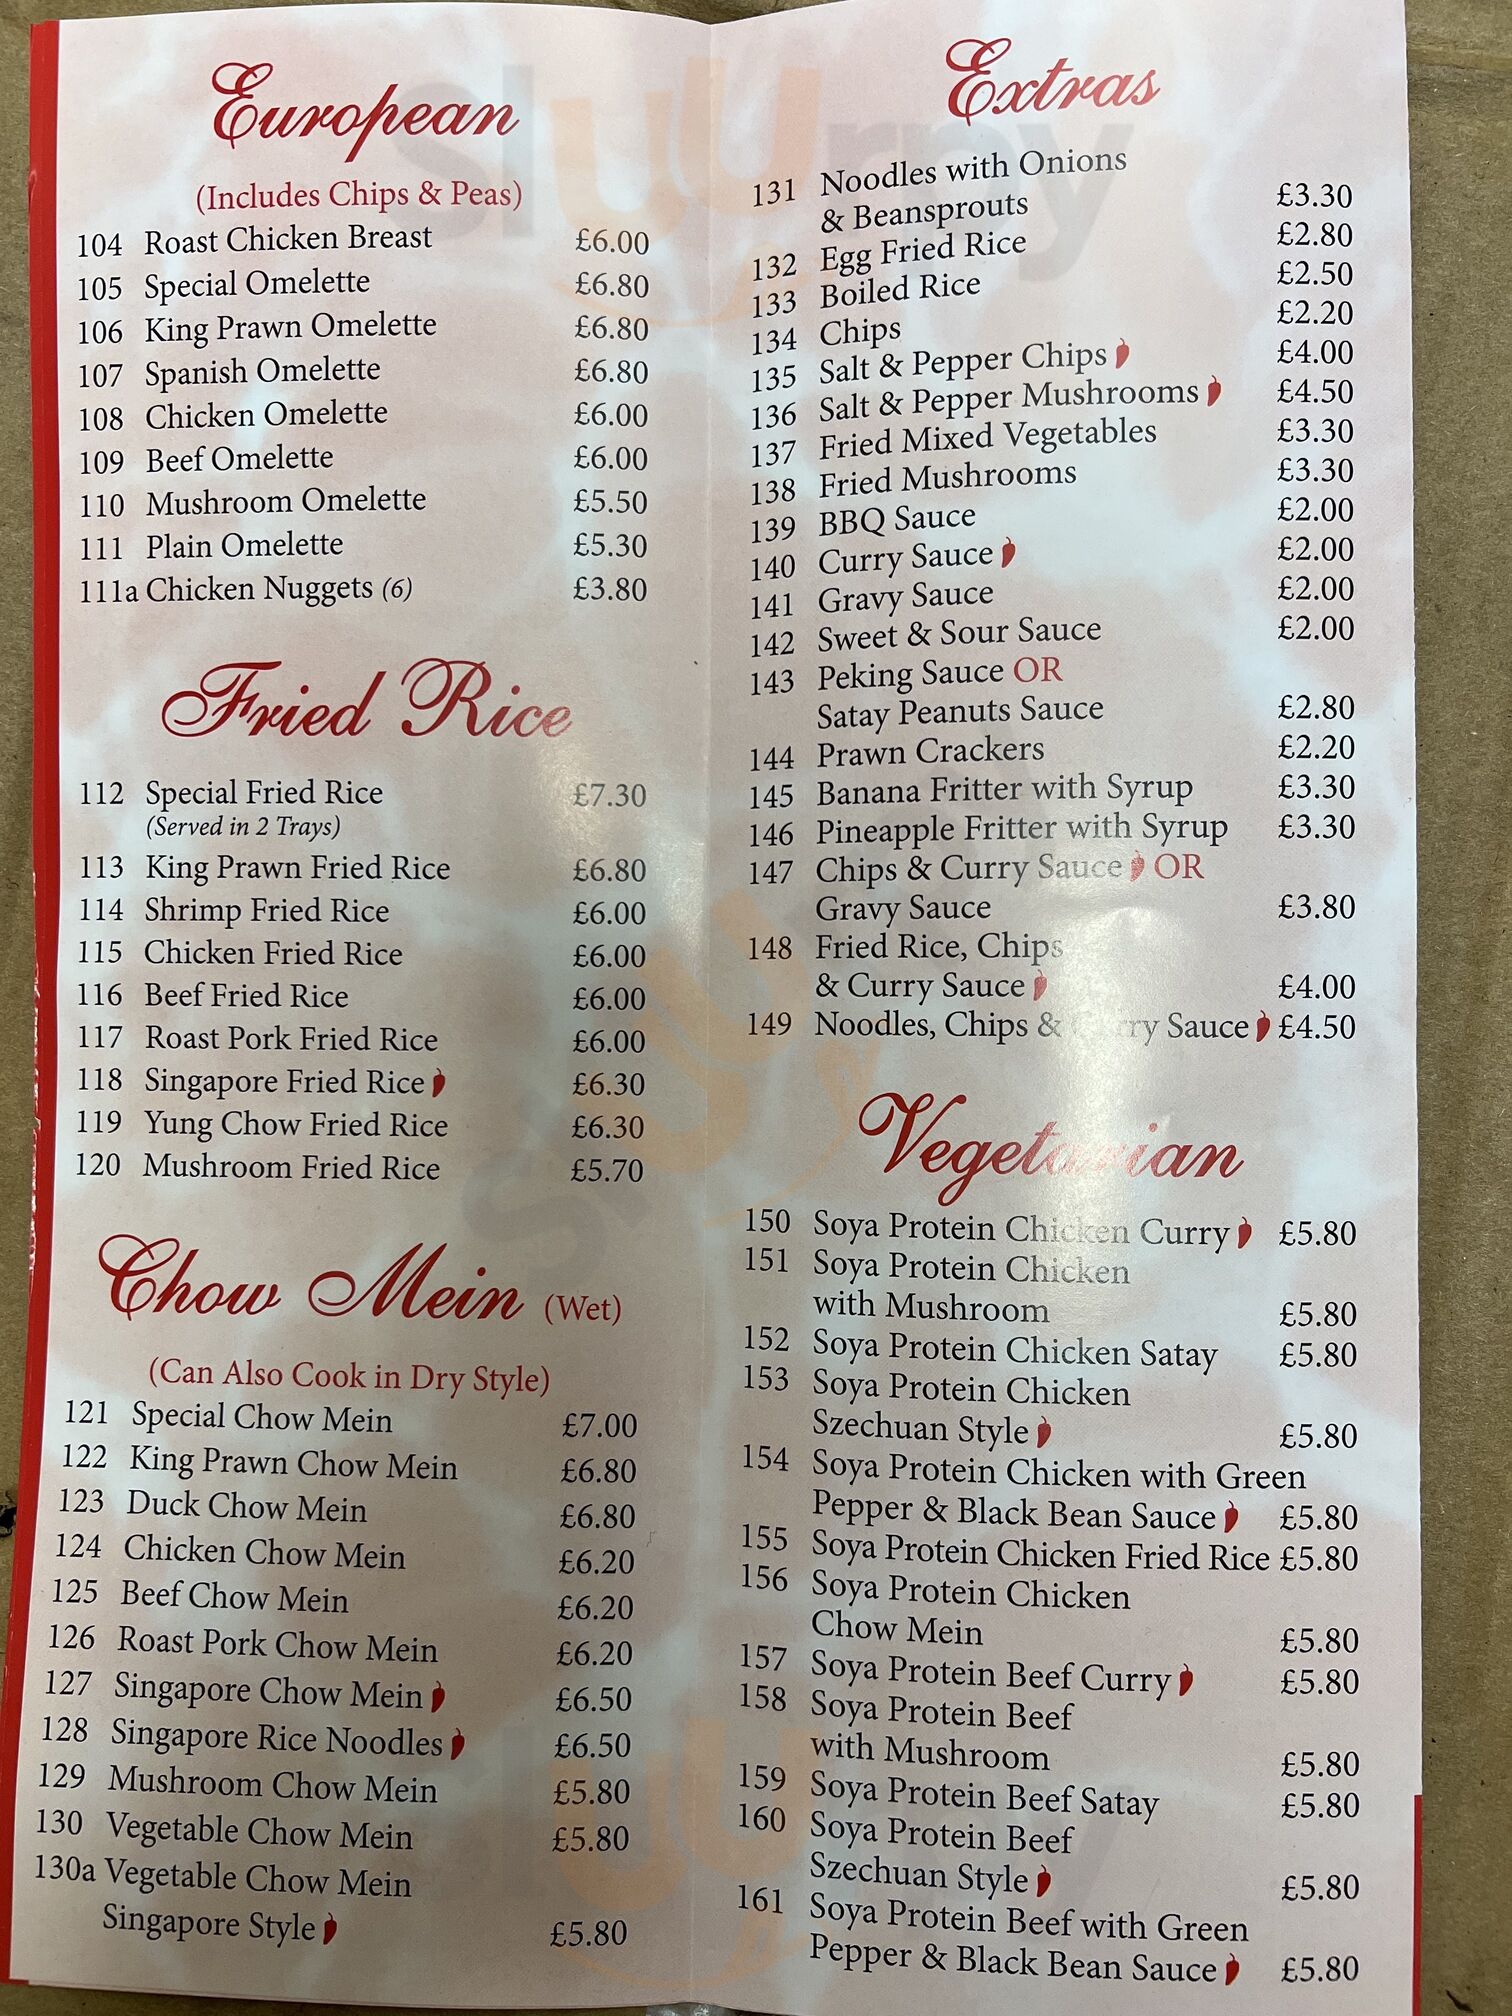 European
(Includes Chips & Peas)
104 Roast Chicken Breast £6.00
105 Special Omelette £6.80
106 King Prawn Omelette £6.80
107 Spanish Omelette £6.80
108 Chicken Omelette £6.00
109 Beef Omelette £6.00
110 Mushroom Omelette £5.50
111 Plain Omelette £5.30
111a Chicken Nuggets (6) £3.80
Fried Rice
112 Special Fried Rice £7.30
(Served in 2 Trays)
113 King Prawn Fried Rice £6.80
114 Shrimp Fried Rice £6.00
115 Chicken Fried Rice £6.00
116 Beef Fried Rice £6.00
117 Roast Pork Fried Rice £6.00
118 Singapore Fried Rice £6.30
119 Yung Chow Fried Rice £6.30
120 Mushroom Fried Rice £5.70
Chow Mein (Wet)
(Can Also Cook in Dry Style)
121 Special Chow Mein £7.00
122 King Prawn Chow Mein £6.80
123 Duck Chow Mein £6.80
124 Chicken Chow Mein £6.20
125 Beef Chow Mein £6.20
126 Roast Pork Chow Mein £6.20
127 Singapore Chow Mein £6.50
128 Singapore Rice Noodles £6.50
129 Mushroom Chow Mein £5.80
130 Vegetable Chow Mein £5.80
130a Vegetable Chow Mein
Singapore Style £5.80
Extras
131 Noodles with Onions
& Beansprouts £3.30
132 Egg Fried Rice £2.80
133 Boiled Rice £2.50
134 Chips £2.20
135 Salt & Pepper Chips £4.00
136 Salt & Pepper Mushrooms £4.50
137 Fried Mixed Vegetables £3.30
138 Fried Mushrooms £3.30
139 BBQ Sauce £2.00
140 Curry Sauce £2.00
141 Gravy Sauce £2.00
142 Sweet & Sour Sauce £2.00
143 Peking Sauce OR
Satay Peanuts Sauce £2.80
144 Prawn Crackers £2.20
145 Banana Fritter with Syrup £3.30
146 Pineapple Fritter with Syrup £3.30
147 Chips & Curry Sauce OR
Gravy Sauce £3.80
148 Fried Rice, Chips
& Curry Sauce £4.00
149 Noodles, Chips & Curry Sauce £4.50
Vegetarian
150 Soya Protein Chicken Curry £5.80
151 Soya Protein Chicken
with Mushroom £5.80
152 Soya Protein Chicken Satay £5.80
153 Soya Protein Chicken
Szechuan Style £5.80
154 Soya Protein Chicken with Green
Pepper & Black Bean Sauce £5.80
155 Soya Protein Chicken Fried Rice £5.80
156 Soya Protein Chicken
Chow Mein £5.80
157 Soya Protein Beef Curry £5.80
158 Soya Protein Beef
with Mushroom £5.80
159 Soya Protein Beef Satay £5.80
160 Soya Protein Beef
Szechuan Style £5.80
161 Soya Protein Beef with Green
Pepper & Black Bean Sauce £5.80
sluurpy
sluurpy
sluurpy